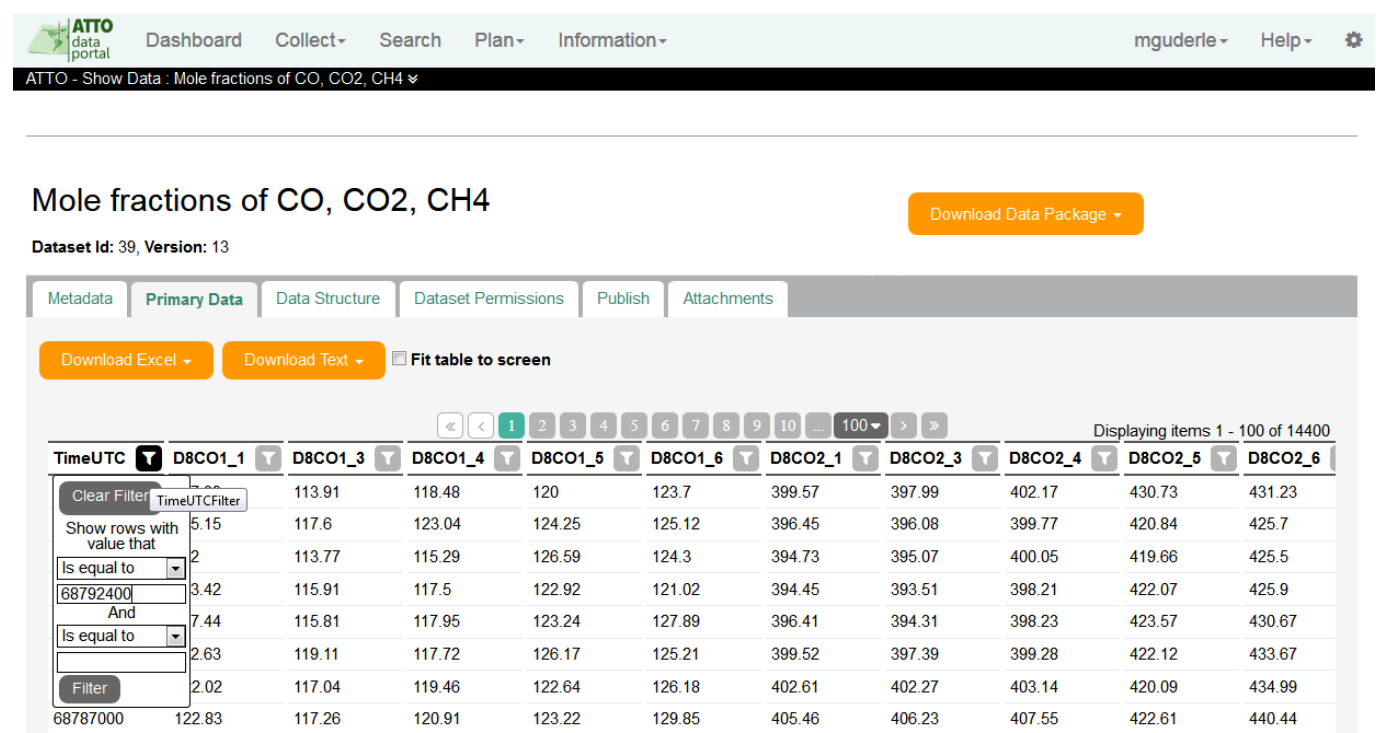 ATTO
data
portal
Dashboard Collect Search Plan Information mguderle Help
ATTO - Show Data : Mole fractions of CO, CO2, CH4
Mole fractions of CO, CO2, CH4
Download Data Package
Dataset Id: 39, Version: 13
Metadata Primary Data Data Structure Dataset Permissions Publish Attachments
Download Excel Download Text Fit table to screen
« < 1 2 3 4 5 6 7 8 9 10 ... 100 > »
Displaying items 1 - 100 of 14400
TimeUTC D8CO1_1 D8CO1_3 D8CO1_4 D8CO1_5 D8CO1_6 D8CO2_1 D8CO2_3 D8CO2_4 D8CO2_5 D8CO2_6
Clear Filter TimeUTCFilter 113.91 118.48 120 123.7 399.57 397.99 402.17 430.73 431.23
Show rows with 5.15 117.6 123.04 124.25 125.12 396.45 396.08 399.77 420.84 425.7
value that
2 113.77 115.29 126.59 124.3 394.73 395.07 400.05 419.66 425.5
Is equal to
68792400 3.42 115.91 117.5 122.92 121.02 394.45 393.51 398.21 422.07 425.9
And
7.44 115.81 117.95 123.24 127.89 396.41 394.31 398.23 423.57 430.67
Is equal to
2.63 119.11 117.72 126.17 125.21 399.52 397.39 399.28 422.12 433.67
Filter 2.02 117.04 119.46 122.64 126.18 402.61 402.27 403.14 420.09 434.99
68787000 122.83 117.26 120.91 123.22 129.85 405.46 406.23 407.55 422.61 440.44